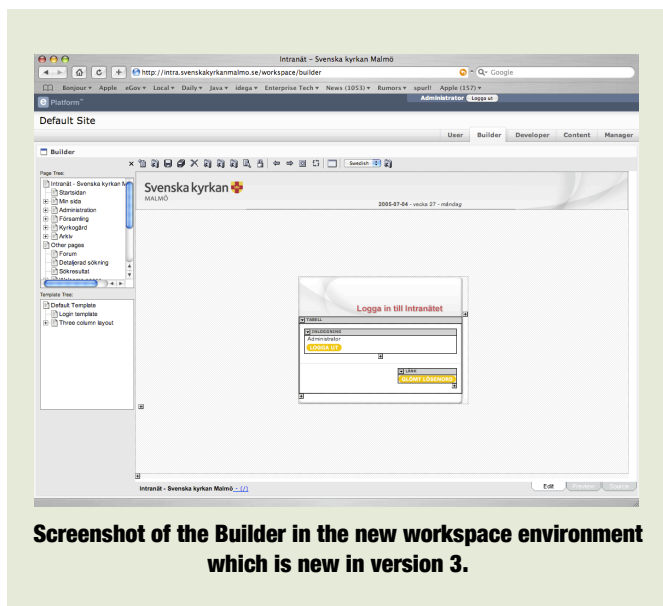 Intranät – Svenska kyrkan Malmö
http://intra.svenskakyrkanmalmo.se/workspace/builder
Google
Bonjour Apple eGov Local Daily Java idega Enterprise Tech News (1053) Rumors spurl! Apple (157)
Platform™
Administrator Logga ut
Default Site
User Builder Developer Content Manager
Builder
Swedish
Page Tree:
Intranät - Svenska kyrkan M
Startsidan
Min sida
Administration
Församling
Kyrkogård
Arkiv
Other pages
Forum
Detaljerad sökning
Sökresultat
Template Tree:
Default Template
Login template
Three column layout
Svenska kyrkan
MALMÖ
2005-07-04 - vecka 27 - måndag
Logga in till Intranätet
TABELL
INLOGGNING
Administrator
LOGGA UT
LÄNK
GLÖMT LÖSENORD
Intranät - Svenska kyrkan Malmö - (/)
Edit Preview Source
Screenshot of the Builder in the new workspace environment
which is new in version 3.